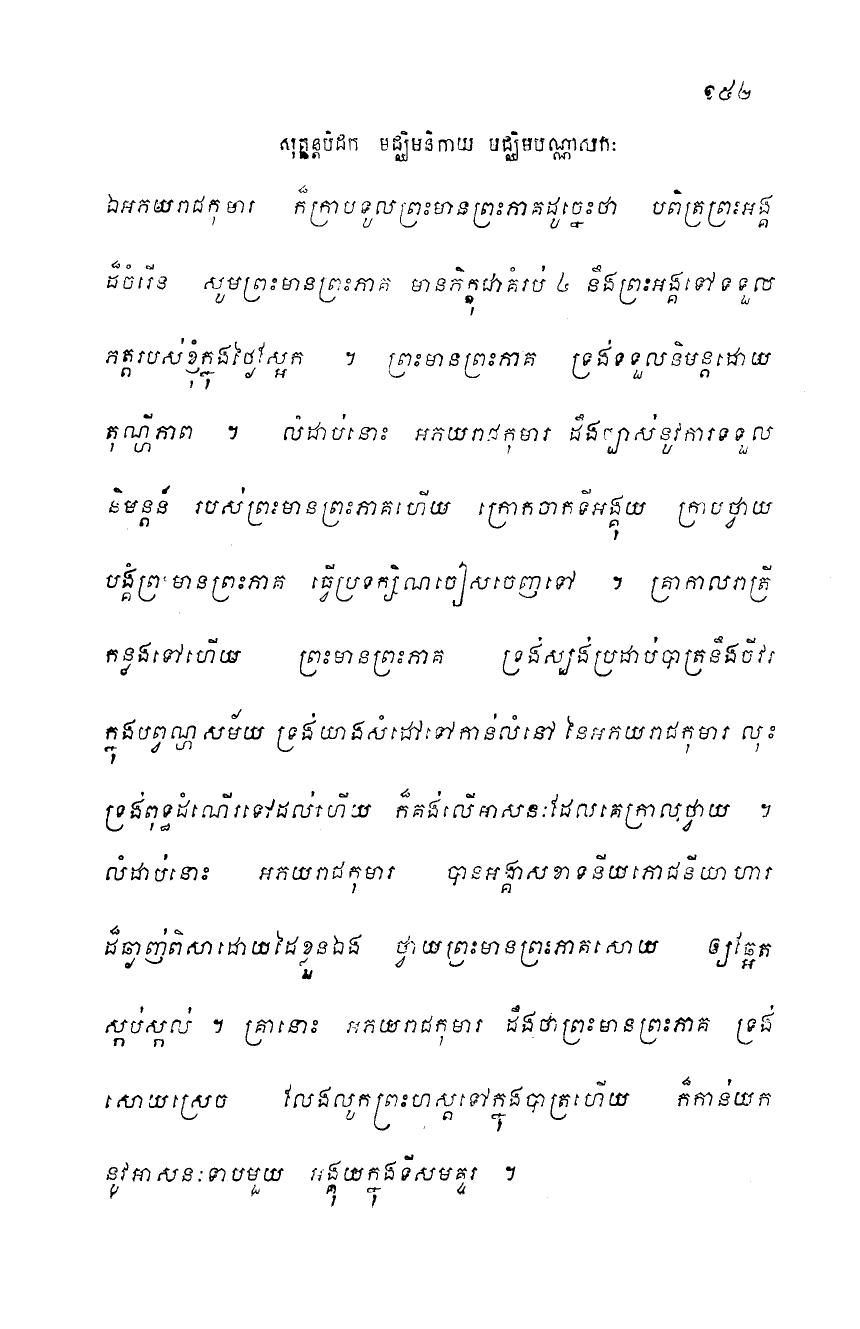 ១៥២
សុត្តន្តបិដក មជ្ឈិមនិកាយ មជ្ឈិមបណ្ណាសកៈ
ឯអភយរាជកុមារ ក៏ក្រាបទូលព្រះមានព្រះភាគដូច្នេះថា បពិត្រព្រះអង្គ
ដ៏ចំរើន សូមព្រះមានព្រះភាគ មានភិក្ខុជាគំរប់ ៤ នឹងព្រះអង្គទៅទទួល
ភត្តរបស់ខ្ញុំក្នុងថ្ងៃស្អែក ។ ព្រះមានព្រះភាគ ទ្រង់ទទួលនិមន្តដោយ
តុណ្ហីភាព ។ លំដាប់នោះ អភយរាជកុមារ ដឹងច្បាស់នូវការទទួល
និមន្តន៍ របស់ព្រះមានព្រះភាគហើយ ក្រោកចាកទីអង្គុយ ក្រាបថ្វាយ
បង្គំព្រះមានព្រះភាគ ធ្វើប្រទក្សិណចៀសចេញទៅ ។ គ្រាកាលរាត្រី
កន្លងទៅហើយ ព្រះមានព្រះភាគ ទ្រង់ស្បង់ប្រដាប់បាត្រនឹងចីវរ
ក្នុងបុព្វណ្ហសម័យ ទ្រង់យាងសំដៅទៅកាន់លំនៅ នៃអភយរាជកុមារ លុះ
ទ្រង់ពុទ្ធដំណើរទៅដល់ហើយ ក៏គង់លើអាសនៈដែលគេក្រាលថ្វាយ ។
លំដាប់នោះ អភយរាជកុមារ បានអង្គាសខាទនីយភោជនីយាហារ
ដ៏ឆ្ងាញ់ពិសាដោយដៃខ្លួនឯង ថ្វាយព្រះមានព្រះភាគសោយ ឲ្យឆ្អែត
ស្កប់ស្កល់ ។ គ្រានោះ អភយរាជកុមារ ដឹងថាព្រះមានព្រះភាគ ទ្រង់
សោយស្រេច លែងលូកព្រះហស្តទៅក្នុងបាត្រហើយ ក៏កាន់យក
នូវអាសនៈទាបមួយ អង្គុយក្នុងទីសមគួរ ។